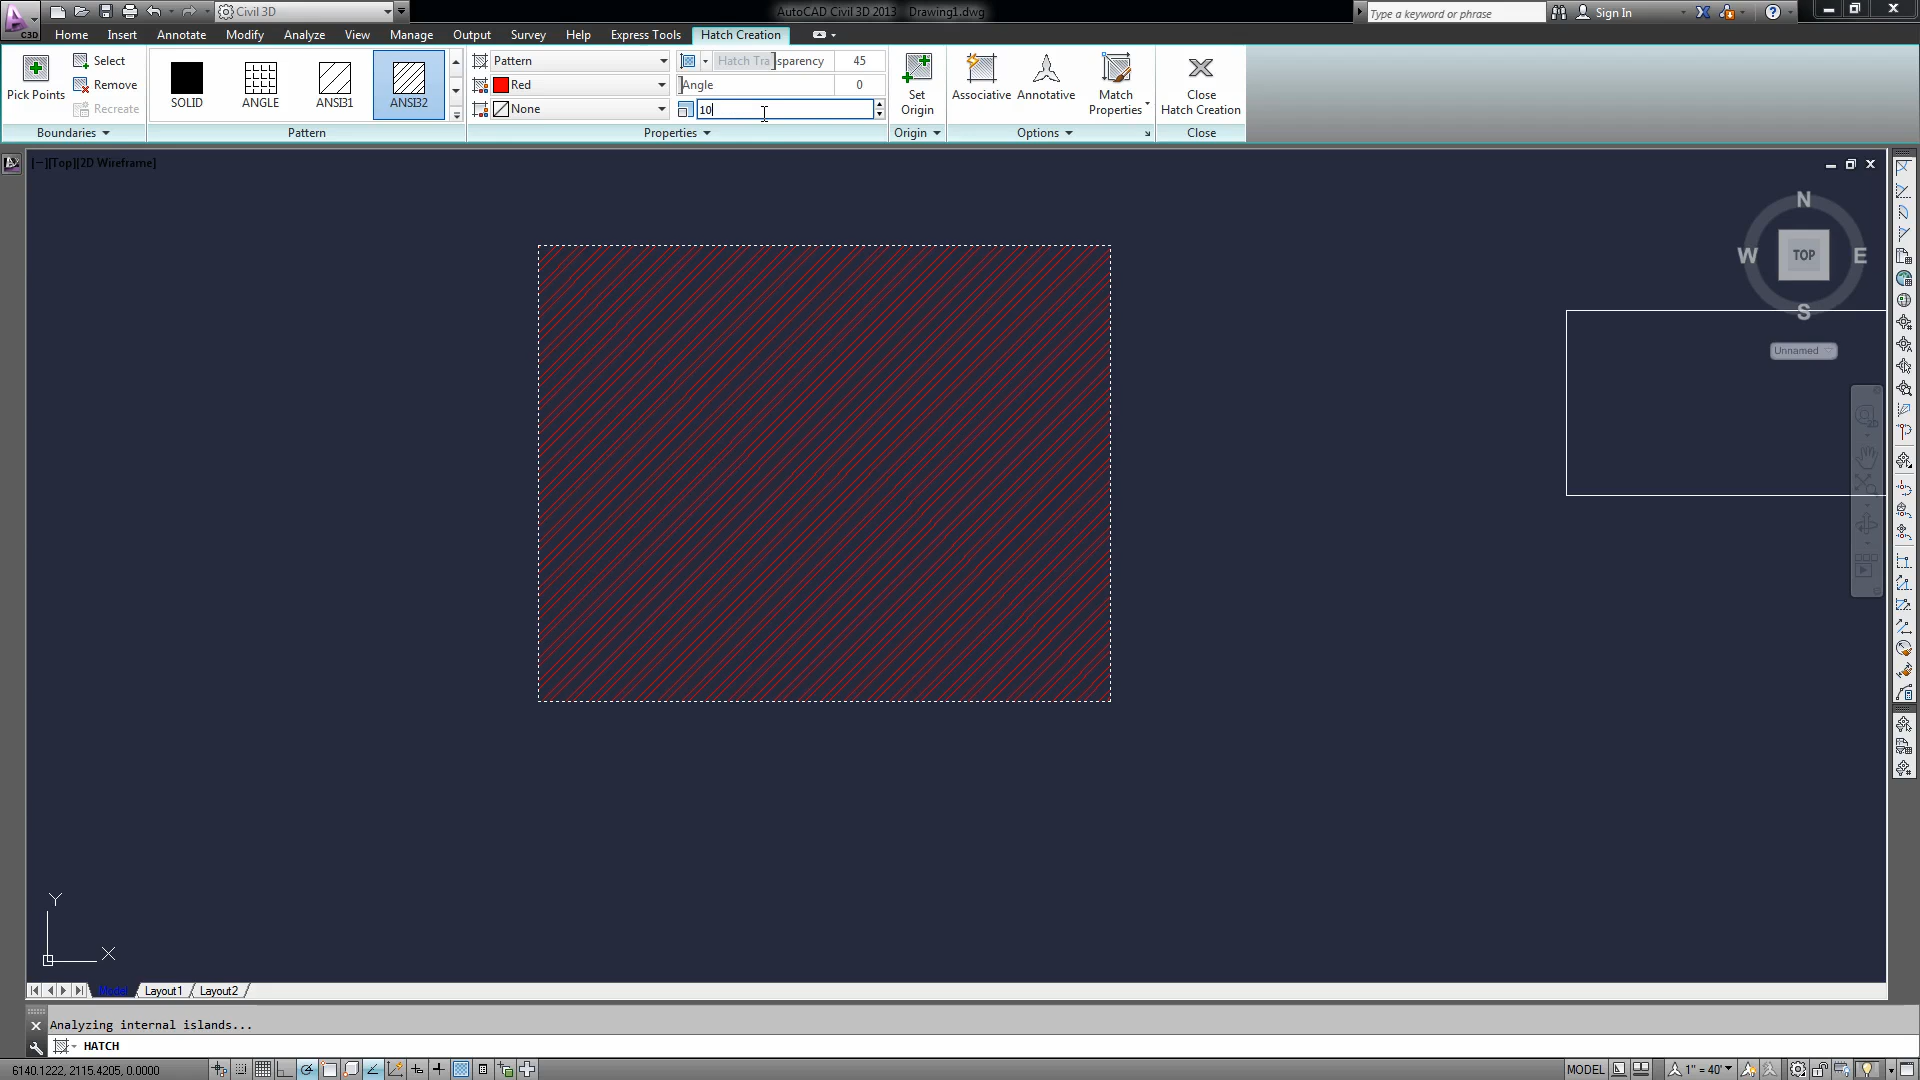 C3D
Civil 3D
AutoCAD Civil 3D 2013 Drawing1.dwg
Type a keyword or phrase
Sign In
Home Insert Annotate Modify Analyze View Manage Output Survey Help Express Tools Hatch Creation
Pick Points
Select
Remove
Recreate
Boundaries
SOLID
ANGLE
ANSI31
ANSI32
Pattern
Pattern
Red
None
Hatch Tra sparency 45
Angle 0
10
Properties
Set
Origin
Origin
Associative
Annotative
Match
Properties
Options
Close
Hatch Creation
Close
[−][Top][2D Wireframe]
N
W
TOP
E
S
Unnamed
Y
X
Model Layout1 Layout2
Analyzing internal islands...
HATCH
6140.1222, 2115.4205, 0.0000
MODEL
1" = 40'